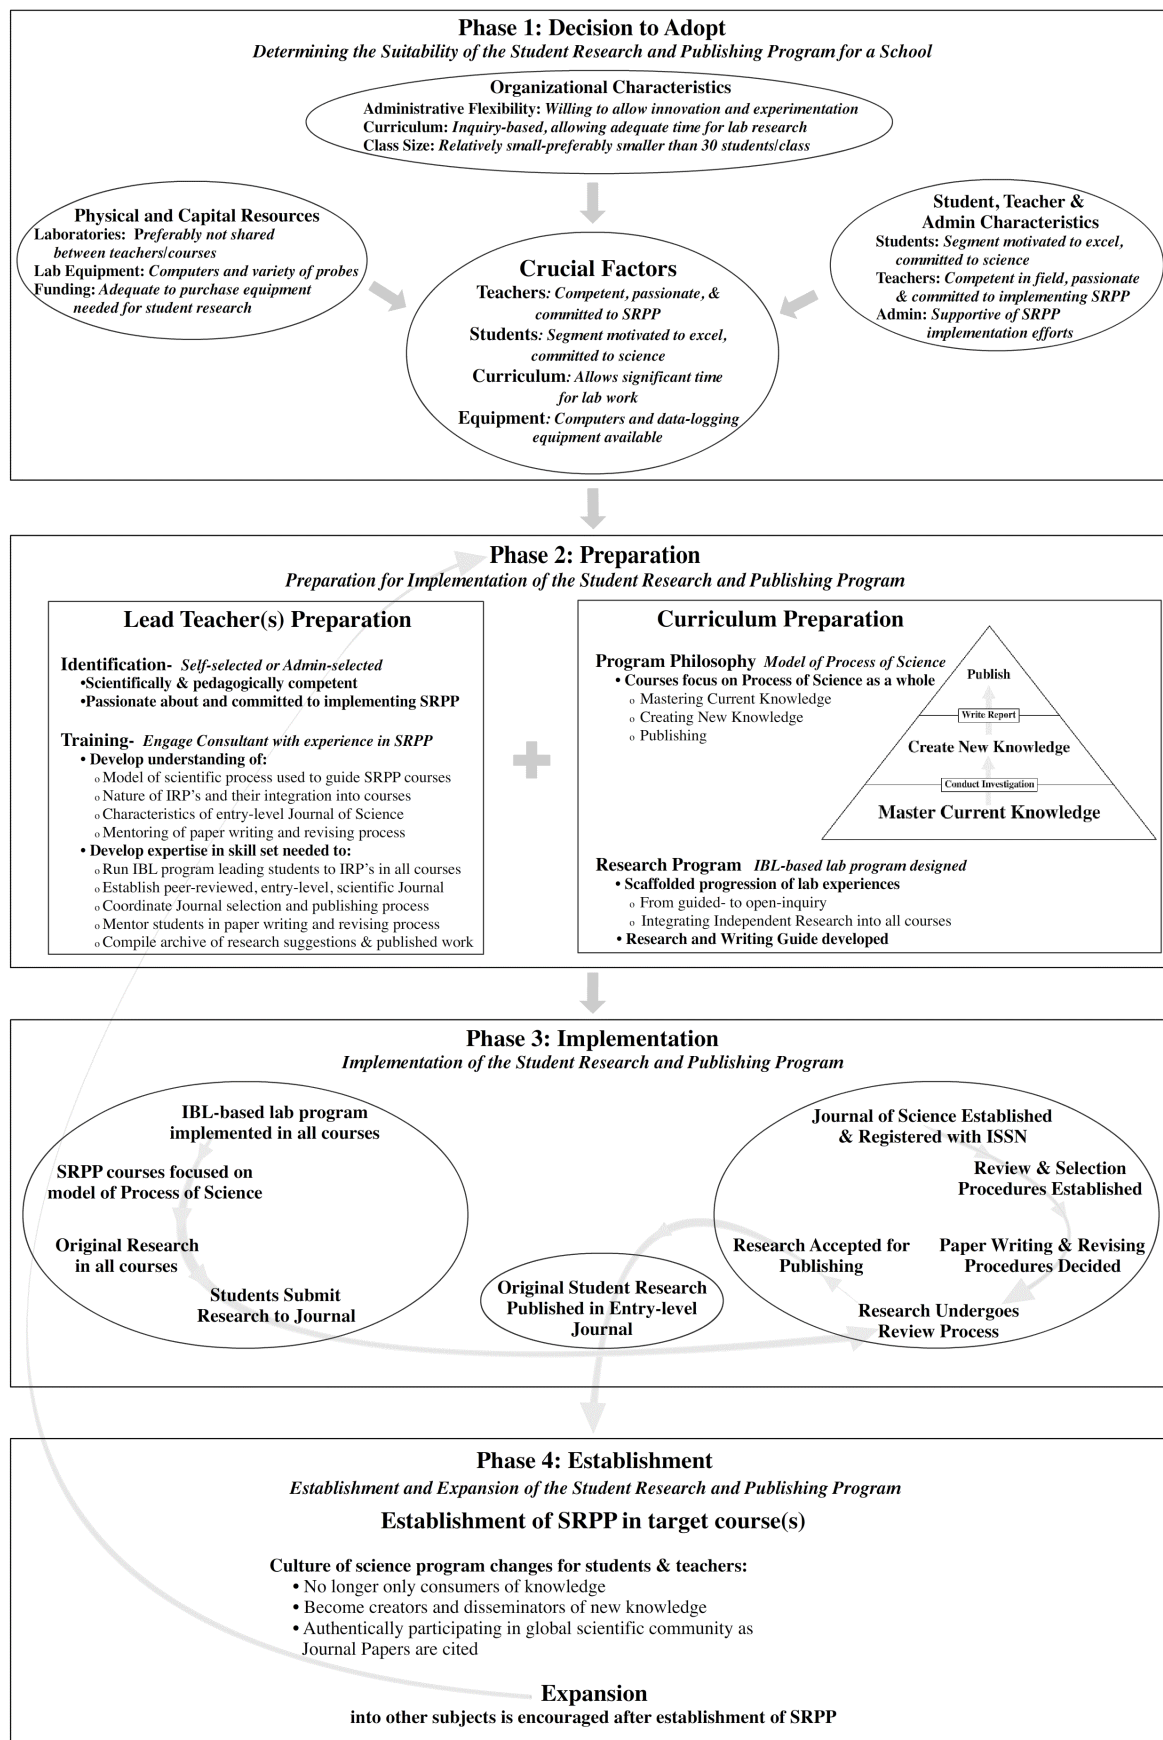 Phase 1: Decision to Adopt
Determining the Suitability of the Student Research and Publishing Program for a School
Organizational Characteristics
Administrative Flexibility: Willing to allow innovation and experimentation
Curriculum: Inquiry-based, allowing adequate time for lab research
Class Size: Relatively small-preferably smaller than 30 students/class
Physical and Capital Resources
Laboratories: Preferably not shared
between teachers/courses
Lab Equipment: Computers and variety of probes
Funding: Adequate to purchase equipment
needed for student research
Crucial Factors
Teachers: Competent, passionate, &
committed to SRPP
Students: Segment motivated to excel,
committed to science
Curriculum: Allows significant time
for lab work
Equipment: Computers and data-logging
equipment available
Student, Teacher &
Admin Characteristics
Students: Segment motivated to excel,
committed to science
Teachers: Competent in field, passionate
& committed to implementing SRPP
Admin: Supportive of SRPP
implementation efforts
Phase 2: Preparation
Preparation for Implementation of the Student Research and Publishing Program
Lead Teacher(s) Preparation
Identification- Self-selected or Admin-selected
•Scientifically & pedagogically competent
•Passionate about and committed to implementing SRPP
Training- Engage Consultant with experience in SRPP
• Develop understanding of:
o Model of scientific process used to guide SRPP courses
o Nature of IRP's and their integration into courses
o Characteristics of entry-level Journal of Science
o Mentoring of paper writing and revising process
• Develop expertise in skill set needed to:
o Run IBL program leading students to IRP's in all courses
o Establish peer-reviewed, entry-level, scientific Journal
o Coordinate Journal selection and publishing process
o Mentor students in paper writing and revising process
o Compile archive of research suggestions & published work
Curriculum Preparation
Program Philosophy Model of Process of Science
• Courses focus on Process of Science as a whole
o Mastering Current Knowledge
o Creating New Knowledge
o Publishing
Publish
Write Report
Create New Knowledge
Conduct Investigation
Master Current Knowledge
Research Program IBL-based lab program designed
• Scaffolded progression of lab experiences
o From guided- to open-inquiry
o Integrating Independent Research into all courses
• Research and Writing Guide developed
Phase 3: Implementation
Implementation of the Student Research and Publishing Program
IBL-based lab program
implemented in all courses
SRPP courses focused on
model of Process of Science
Original Research
in all courses
Students Submit
Research to Journal
Original Student Research
Published in Entry-level
Journal
Journal of Science Established
& Registered with ISSN
Review & Selection
Procedures Established
Paper Writing & Revising
Procedures Decided
Research Undergoes
Review Process
Research Accepted for
Publishing
Phase 4: Establishment
Establishment and Expansion of the Student Research and Publishing Program
Establishment of SRPP in target course(s)
Culture of science program changes for students & teachers:
• No longer only consumers of knowledge
• Become creators and disseminators of new knowledge
• Authentically participating in global scientific community as
Journal Papers are cited
Expansion
into other subjects is encouraged after establishment of SRPP